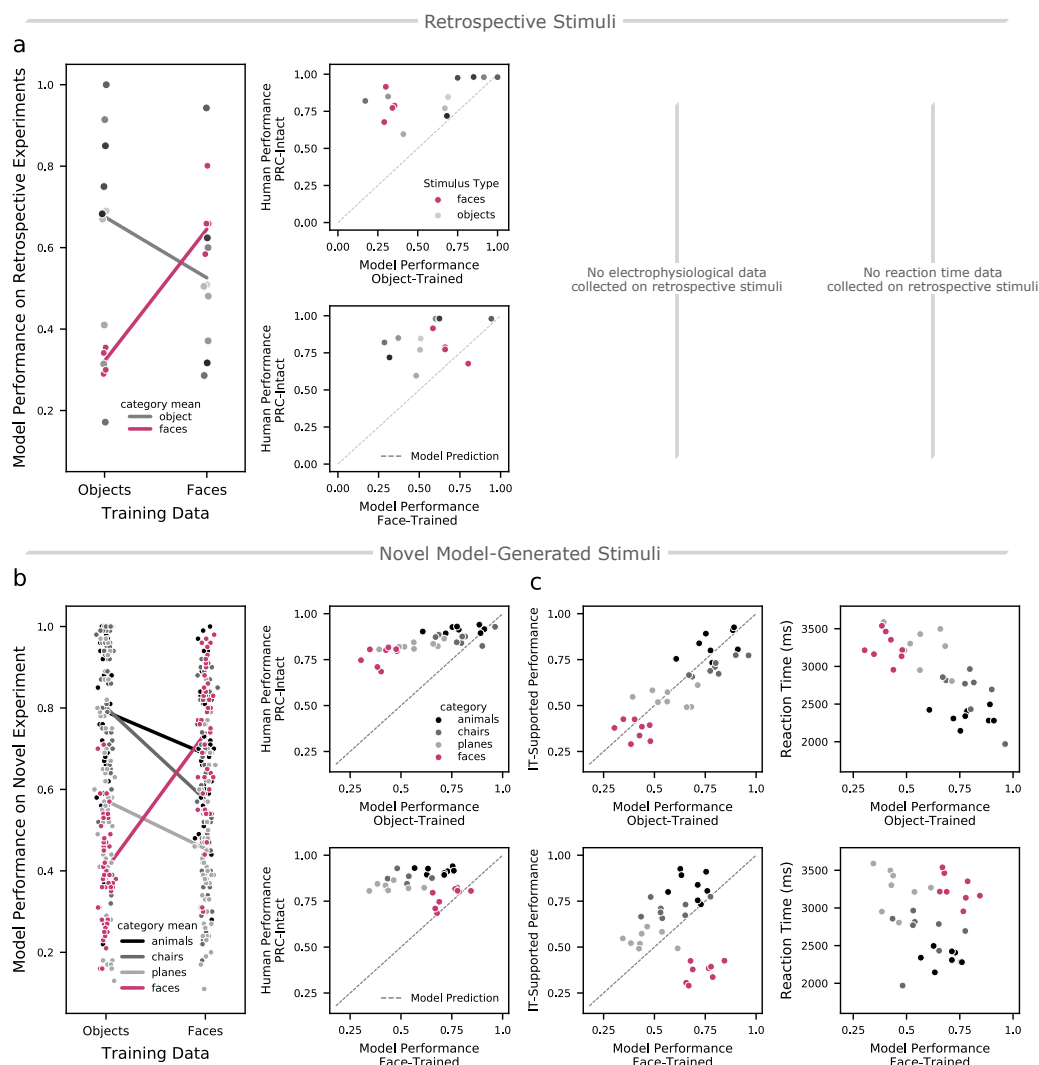 Retrospective Stimuli
a
Model Performance on Retrospective Experiments
1.0
0.8
0.6
0.4
0.2
category mean
object
faces
Objects Faces
Training Data
Human Performance
PRC-Intact
1.00
0.75
0.50
0.25
0.00
Stimulus Type
faces
objects
0.00 0.25 0.50 0.75 1.00
Model Performance
Object-Trained
Human Performance
PRC-Intact
1.00
0.75
0.50
0.25
0.00
Model Prediction
0.00 0.25 0.50 0.75 1.00
Model Performance
Face-Trained
No electrophysiological data
collected on retrospective stimuli
No reaction time data
collected on retrospective stimuli
Novel Model-Generated Stimuli
b
Model Performance on Novel Experiment
1.0
0.8
0.6
0.4
0.2
category mean
animals
chairs
planes
faces
Objects Faces
Training Data
Human Performance
PRC-Intact
1.00
0.75
0.50
0.25
category
animals
chairs
planes
faces
0.25 0.5 0.75 1.0
Model Performance
Object-Trained
Human Performance
PRC-Intact
1.00
0.75
0.50
0.25
Model Prediction
0.25 0.5 0.75 1.0
Model Performance
Face-Trained
c
IT-Supported Performance
1.00
0.75
0.50
0.25
0.25 0.5 0.75 1.0
Model Performance
Object-Trained
Reaction Time (ms)
3500
3000
2500
2000
0.25 0.5 0.75 1.0
Model Performance
Object-Trained
IT-Supported Performance
1.00
0.75
0.50
0.25
0.25 0.5 0.75 1.0
Model Performance
Face-Trained
Reaction Time (ms)
3500
3000
2500
2000
0.25 0.50 0.75 1.0
Model Performance
Face-Trained